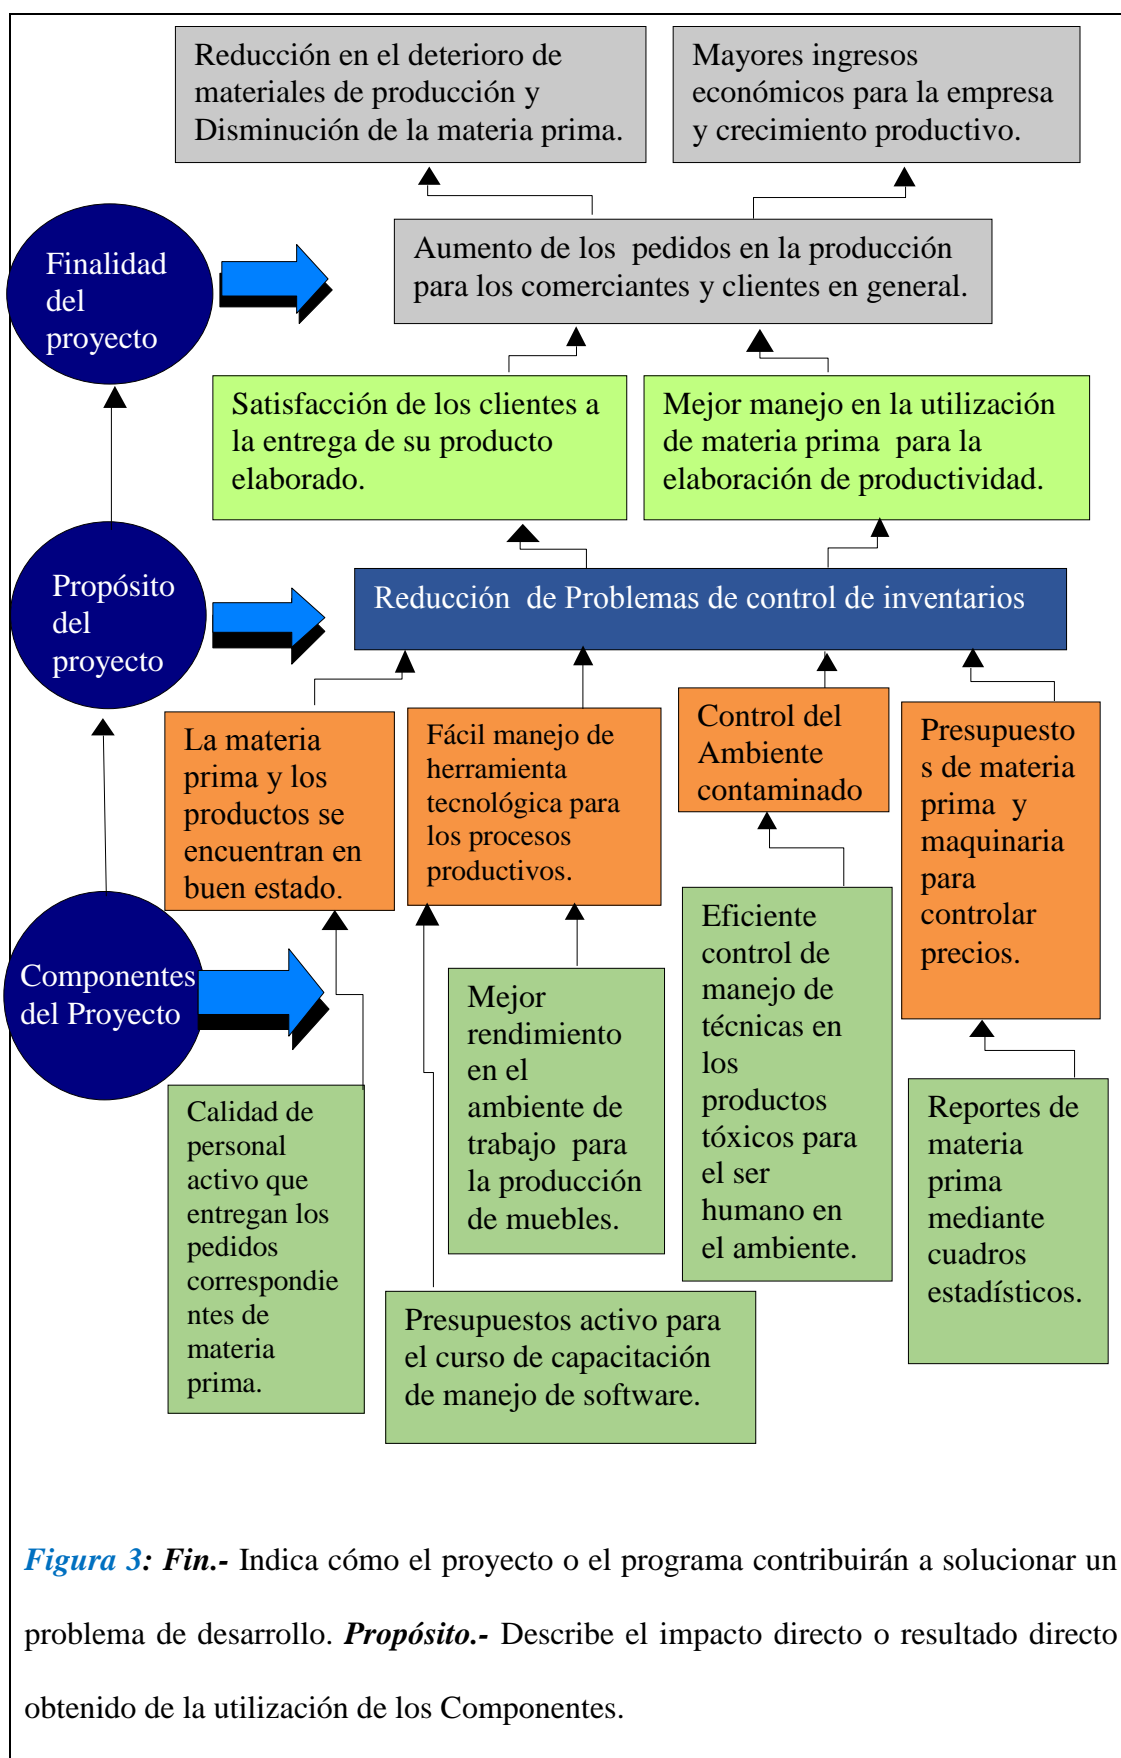 Reducción en el deterioro de
materiales de producción y
Disminución de la materia prima.
Mayores ingresos
económicos para la empresa
y crecimiento productivo.
Finalidad
del
proyecto
Aumento de los pedidos en la producción
para los comerciantes y clientes en general.
Satisfacción de los clientes a
la entrega de su producto
elaborado.
Mejor manejo en la utilización
de materia prima para la
elaboración de productividad.
Propósito
del
proyecto
Reducción de Problemas de control de inventarios
La materia
prima y los
productos se
encuentran en
buen estado.
Fácil manejo de
herramienta
tecnológica para
los procesos
productivos.
Control del
Ambiente
contaminado
Presupuesto
s de materia
prima y
maquinaria
para
controlar
precios.
Componentes
del Proyecto
Calidad de
personal
activo que
entregan los
pedidos
correspondie
ntes de
materia
prima.
Mejor
rendimiento
en el
ambiente de
trabajo para
la producción
de muebles.
Eficiente
control de
manejo de
técnicas en
los
productos
tóxicos para
el ser
humano en
el ambiente.
Reportes de
materia
prima
mediante
cuadros
estadísticos.
Presupuestos activo para
el curso de capacitación
de manejo de software.
Figura 3: Fin.- Indica cómo el proyecto o el programa contribuirán a solucionar un
problema de desarrollo. Propósito.- Describe el impacto directo o resultado directo
obtenido de la utilización de los Componentes.